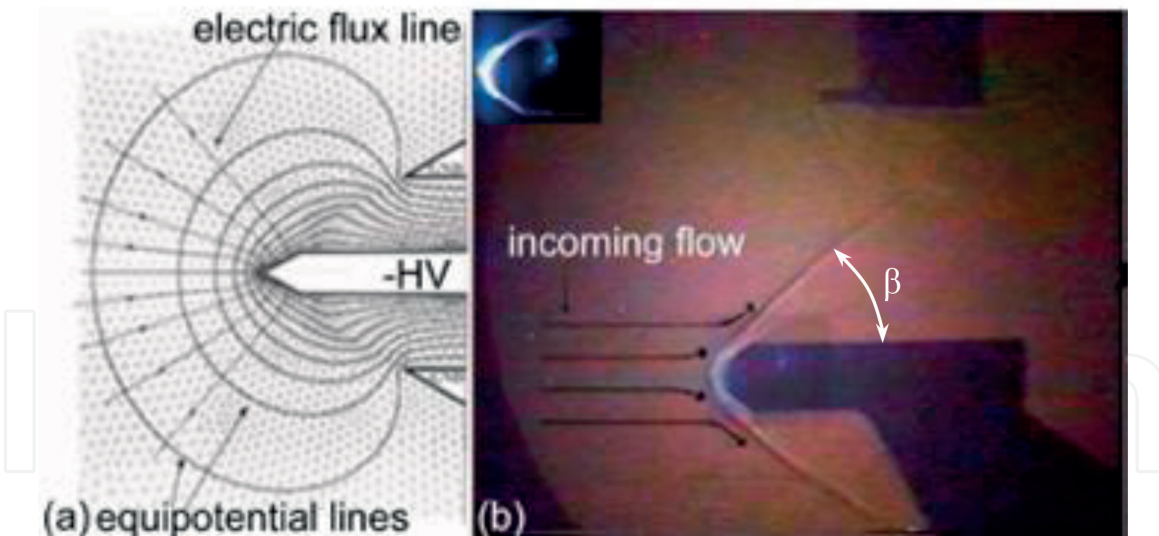 electric flux line
-HV
(a) equipotential lines
incoming flow
β
(b)